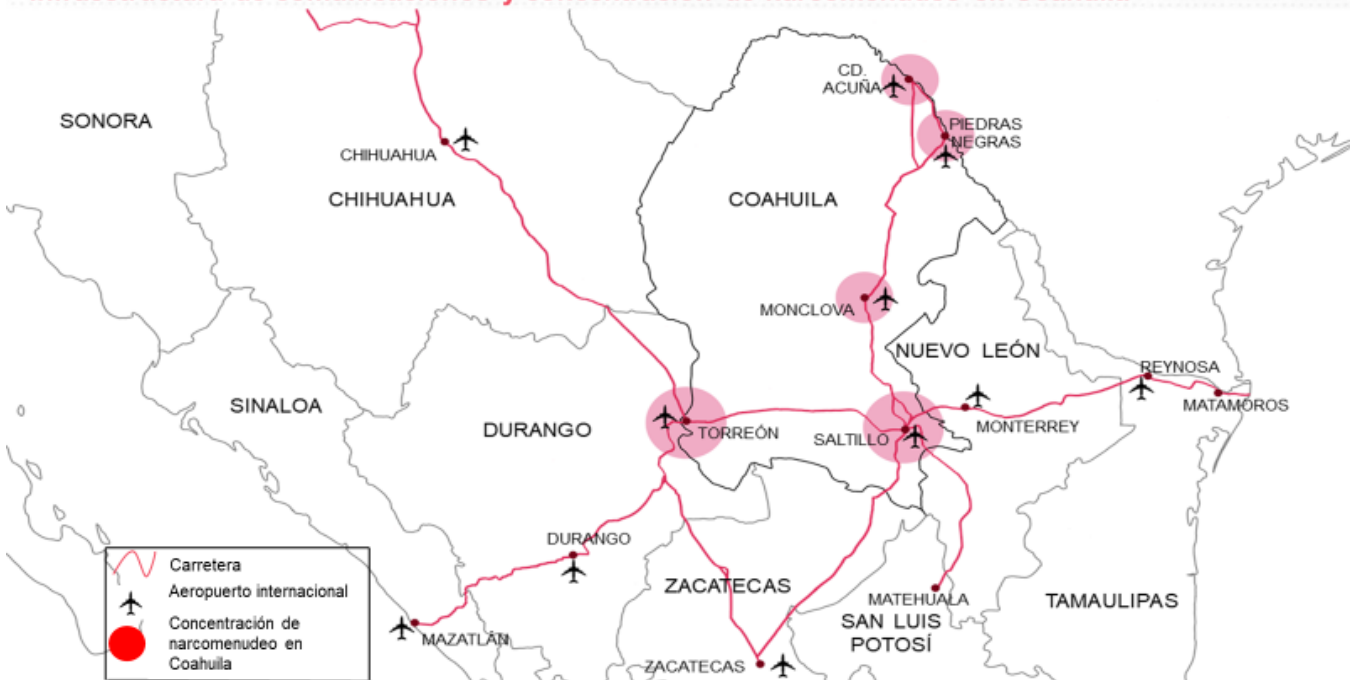 CD.
ACUÑA
SONORA
PIEDRAS
NEGRAS
CHIHUAHUA
CHIHUAHUA
COAHUILA
MONCLOVA
NUEVO LEÓN
REYNOSA
SINALOA
MATAMOROS
DURANGO
TORREÓN
SALTILLO
MONTERREY
DURANGO
Carretera
Aeropuerto internacional
Concentración de
narcomenudeo en
Coahuila
ZACATECAS
MATEHUALA
TAMAULIPAS
SAN LUIS
POTOSÍ
MAZATLÁN
ZACATECAS